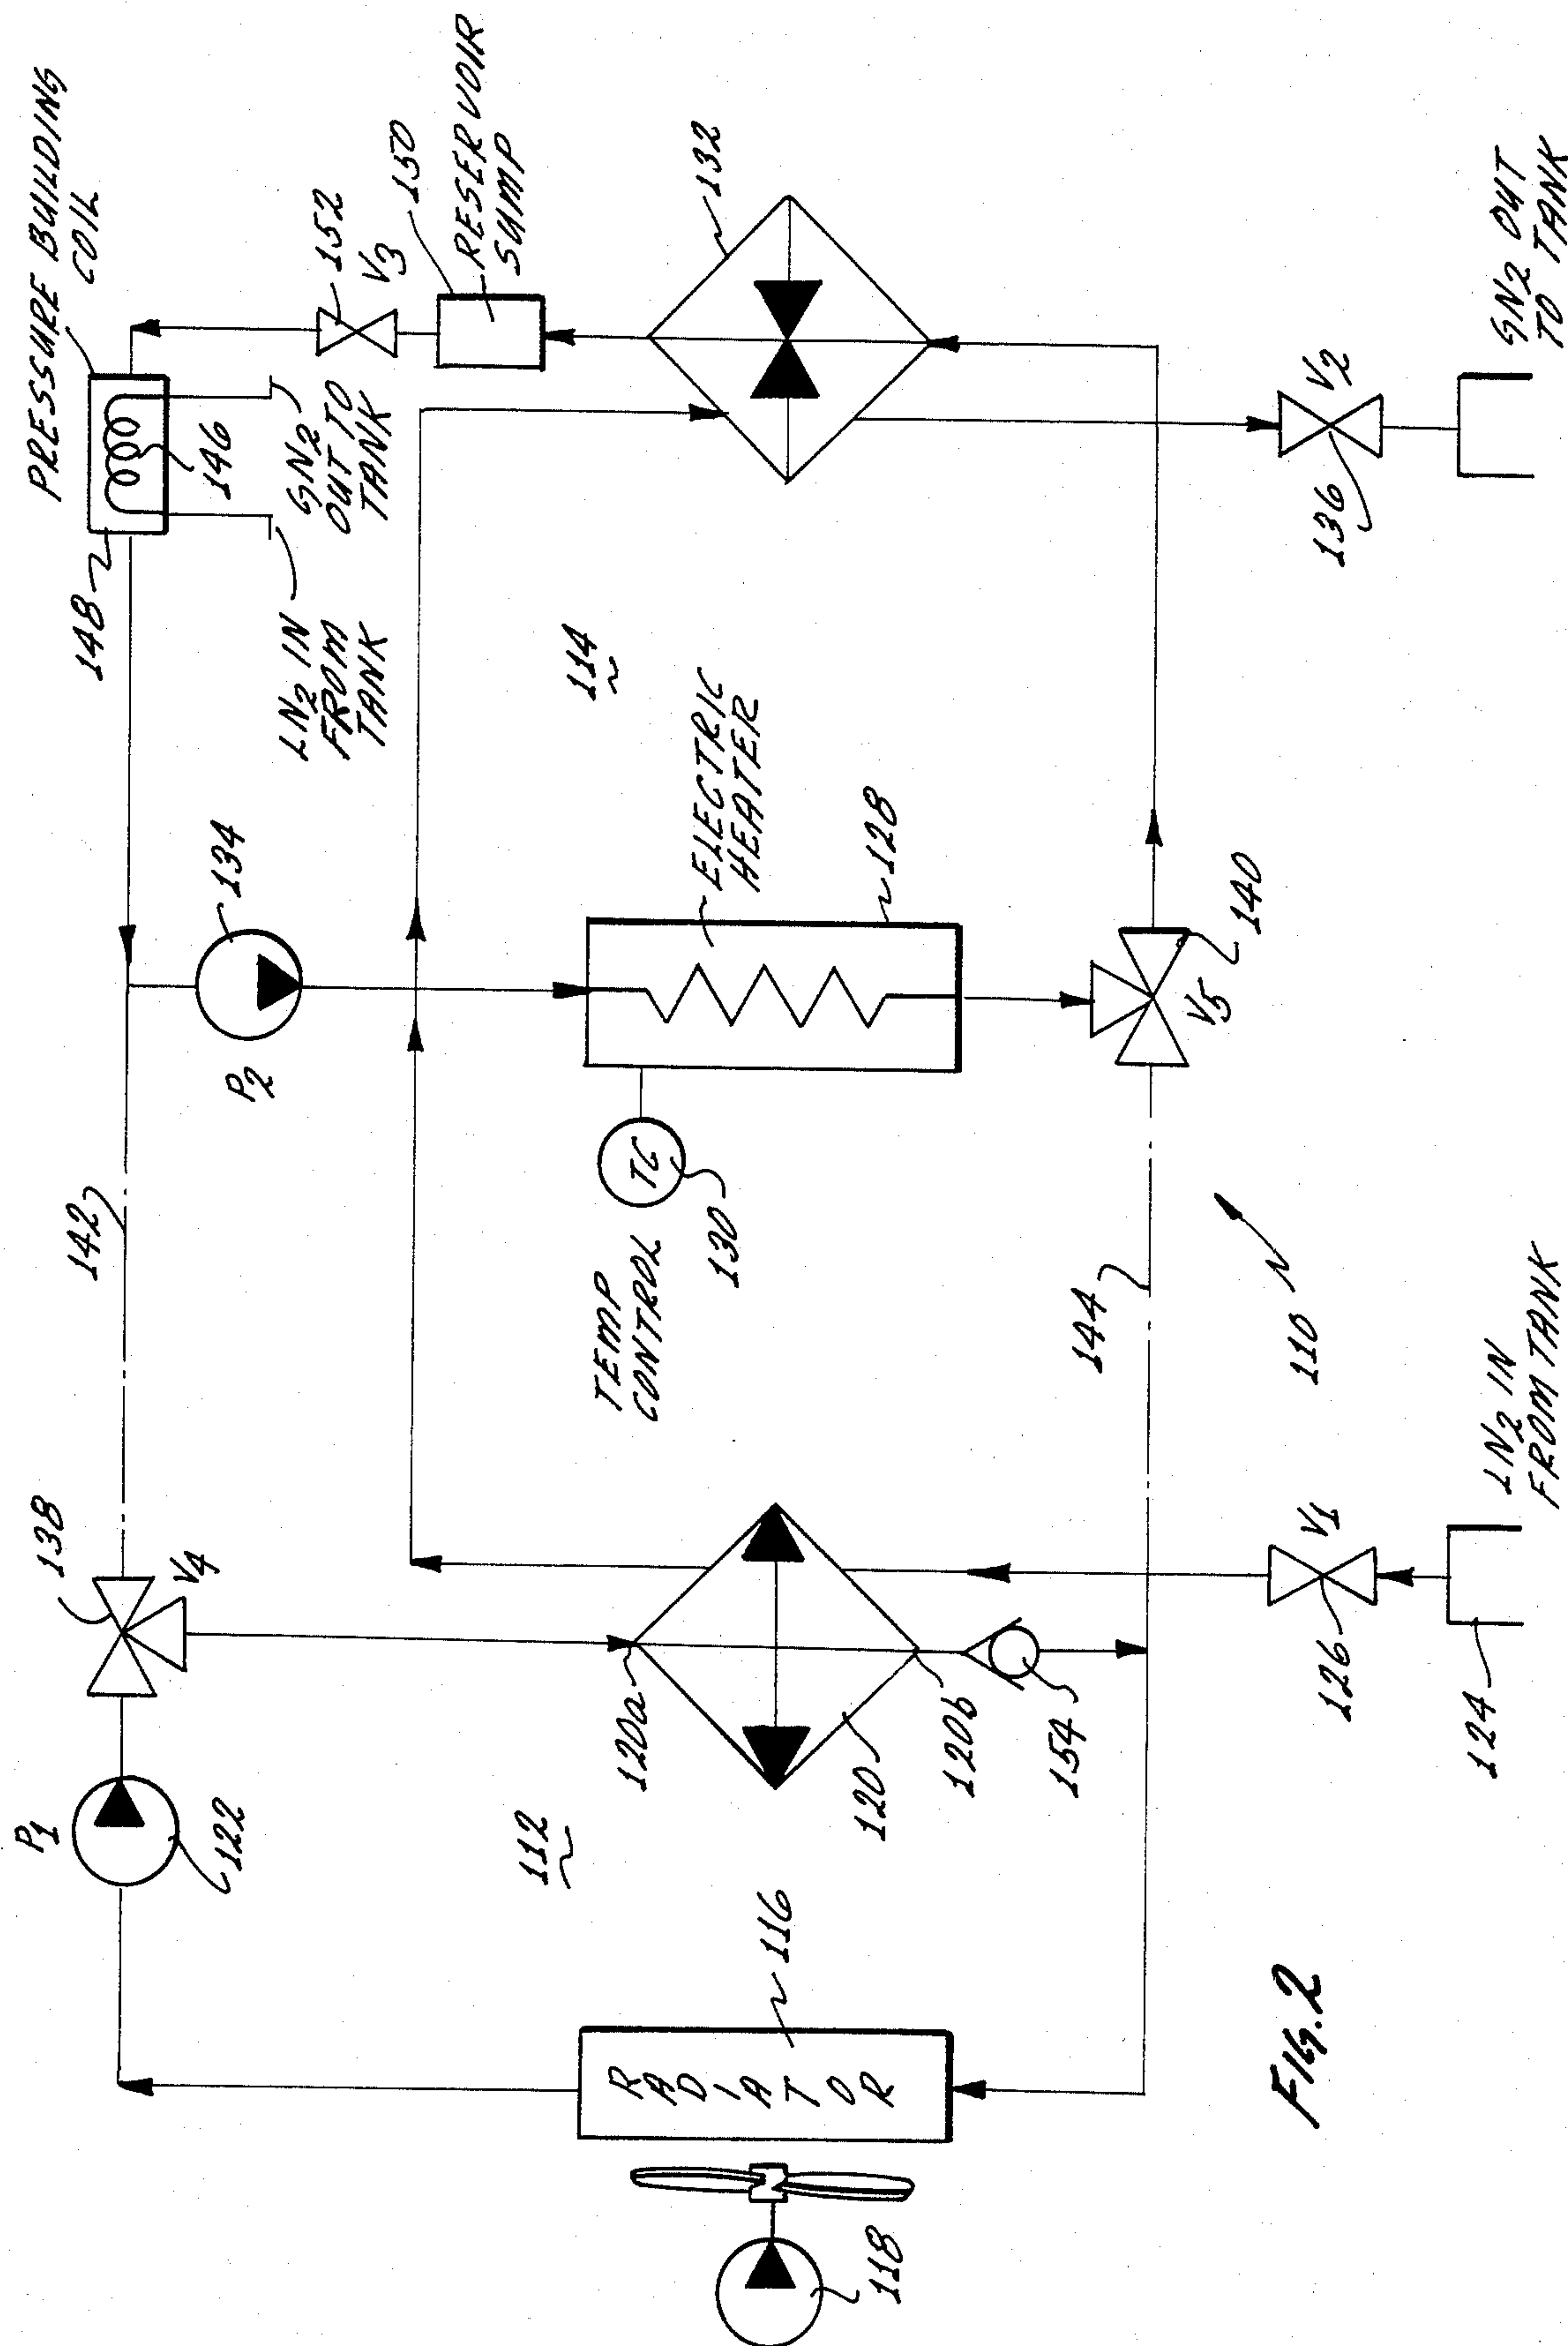 PRESSURE BUILDING
COIL
148
146
LN2 IN
FROM
TANK
GN2
OUT TO
TANK
152
V3
150
RESERVOIR
SUMP
132
142
134
P2
138
V4
P1
122
114
ELECTRIC
HEATER
128
TC
130
TEMP
CONTROL
140
V5
144
110
120a
120
120b
154
112
RADIATOR
116
118
136
V2
GN2 OUT
TO TANK
126
V1
124
LN2 IN
FROM TANK
FIG. 2